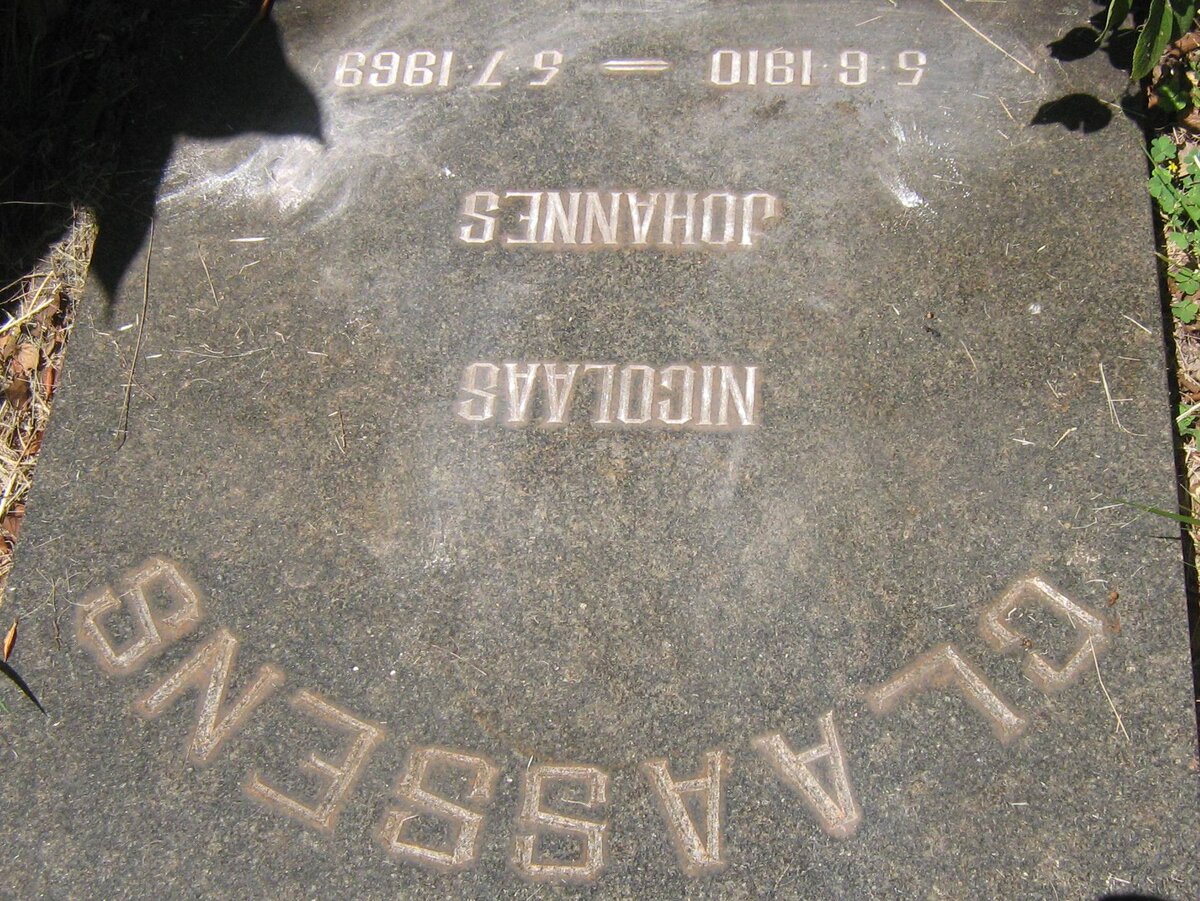 CLAASSENS
NICOLAAS
JOHANNES
5·6·1910 — 5·7·1969